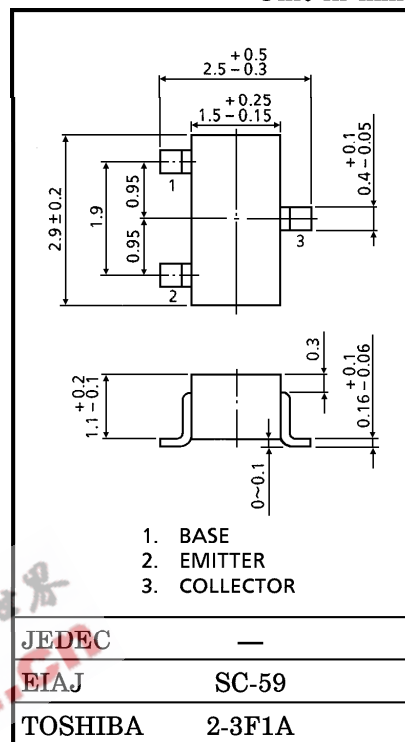 2.5 +0.5 −0.3
1.5 +0.25 −0.15
2.9±0.2
1.9
0.95
0.95
1
2
3
0.4 +0.1 −0.05
1.1 +0.2 −0.1
0.3
0.16 +0.1 −0.06
0~0.1
1. BASE
2. EMITTER
3. COLLECTOR
JEDEC —
EIAJ SC-59
TOSHIBA 2-3F1A